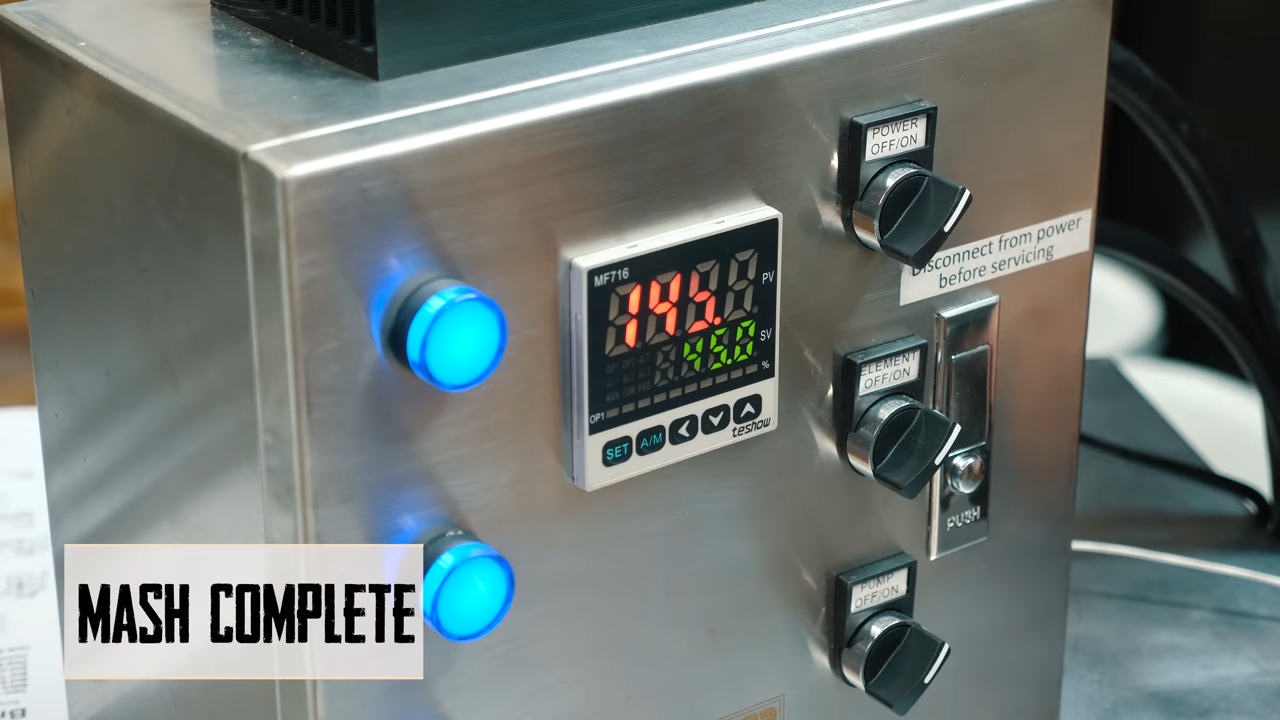 POWER
OFF/ON
Disconnect from power
before servicing
MF716
PV
145.
SV
45.0
%
OP1
SET A/M
teshow
ELEMENT
OFF/ON
PUSH
PUMP
OFF/ON
MASH COMPLETE